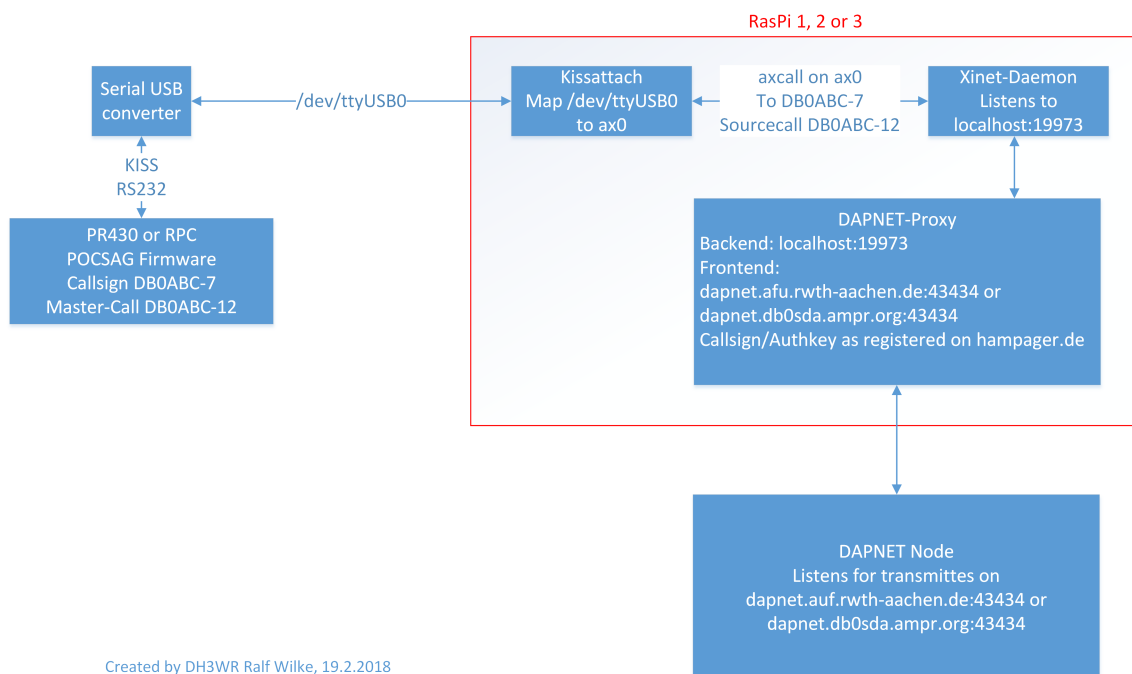 RasPi 1, 2 or 3
Serial USB
converter
/dev/ttyUSB0
Kissattach
Map /dev/ttyUSB0
to ax0
axcall on ax0
To DB0ABC-7
Sourcecall DB0ABC-12
Xinet-Daemon
Listens to
localhost:19973
KISS
RS232
PR430 or RPC
POCSAG Firmware
Callsign DB0ABC-7
Master-Call DB0ABC-12
DAPNET-Proxy
Backend: localhost:19973
Frontend:
dapnet.afu.rwth-aachen.de:43434 or
dapnet.db0sda.ampr.org:43434
Callsign/Authkey as registered on hampager.de
DAPNET Node
Listens for transmittes on
dapnet.auf.rwth-aachen.de:43434 or
dapnet.db0sda.ampr.org:43434
Created by DH3WR Ralf Wilke, 19.2.2018